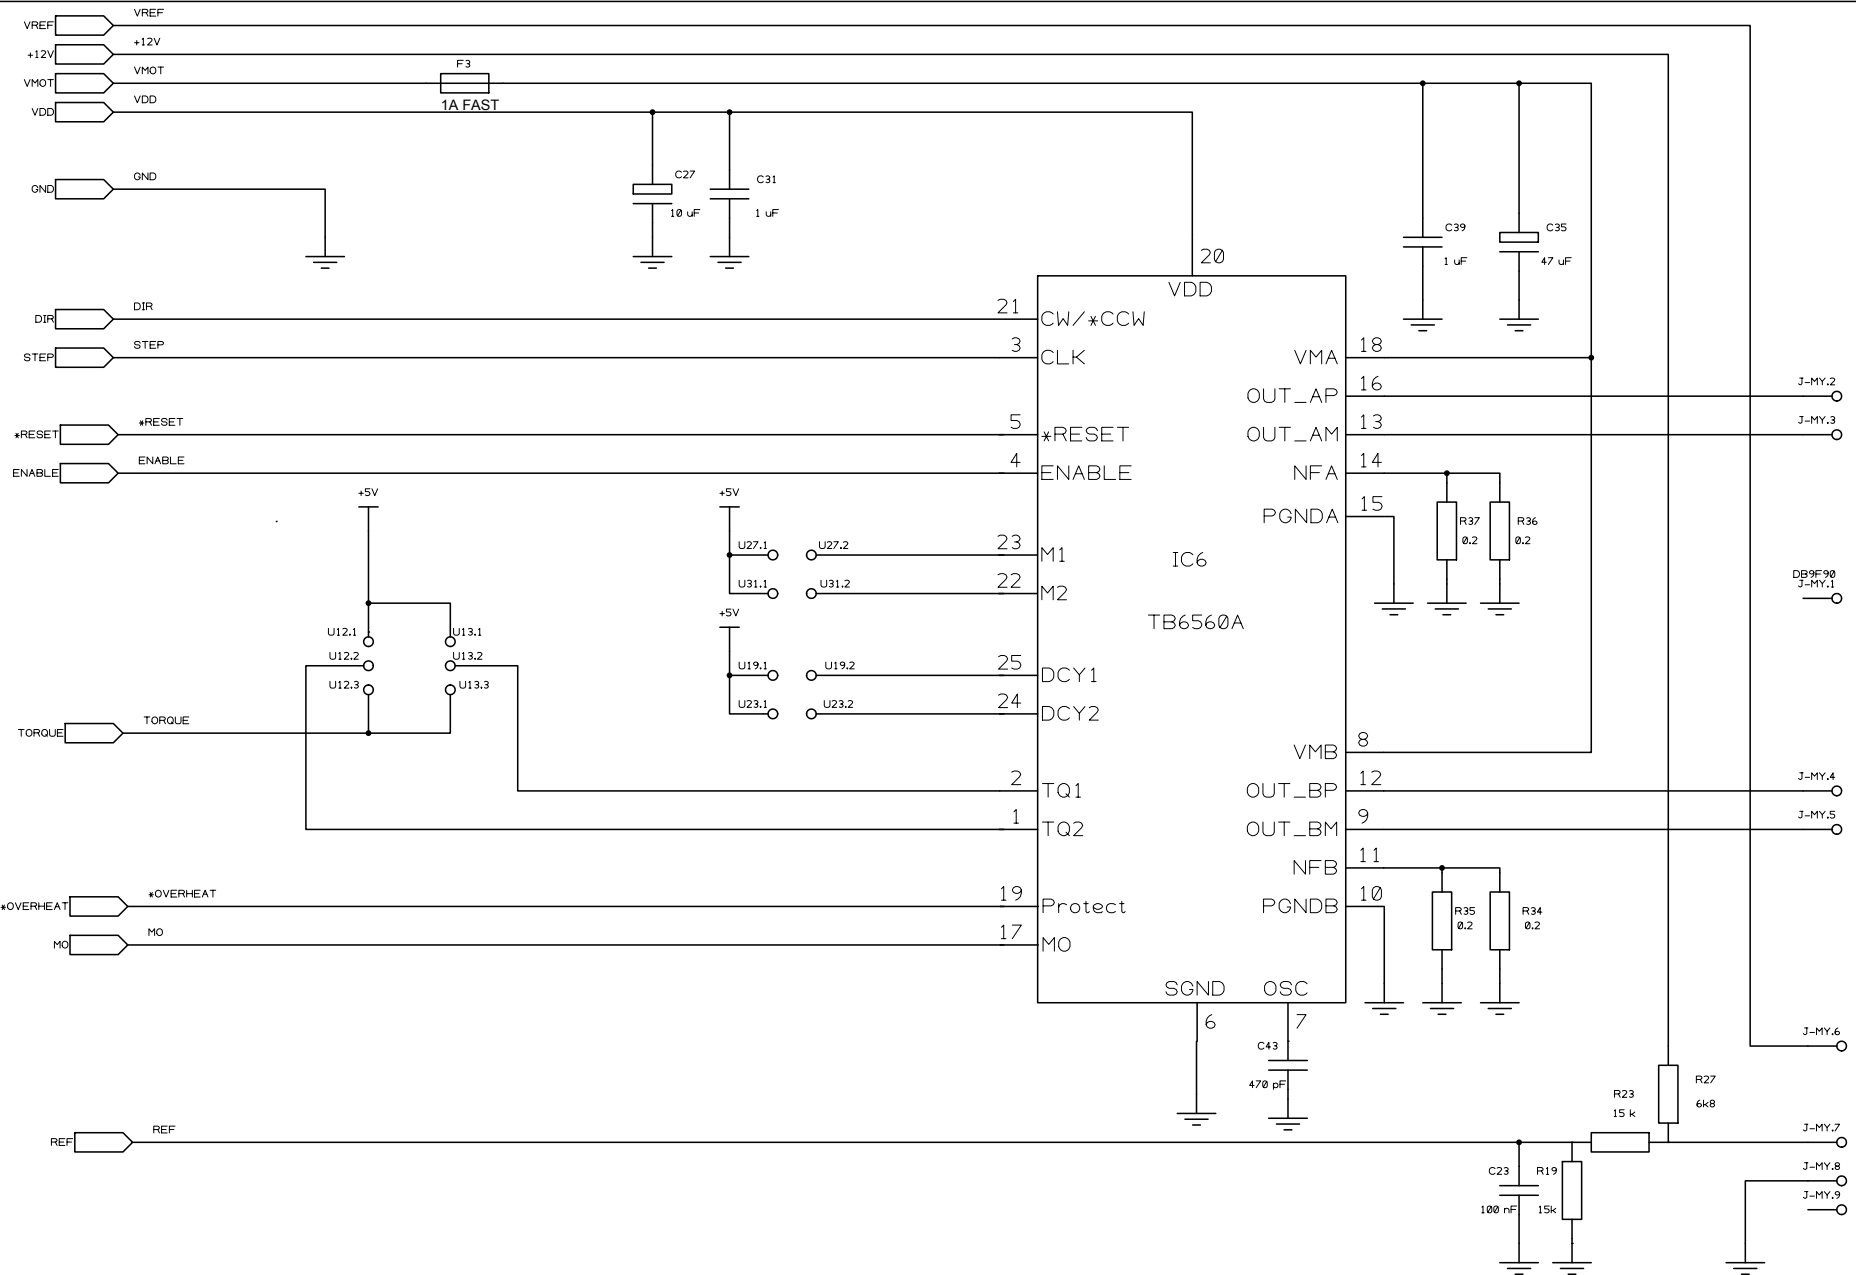 VREF VREF
+12V +12V
VMOT VMOT
F3
1A FAST
VDD VDD
GND GND
C27
10 uF
C31
1 uF
C39
1 uF
C35
47 uF
20
VDD
DIR DIR
21 CW/*CCW
STEP STEP
3 CLK
VMA 18
OUT_AP 16
J-MY.2
*RESET *RESET
5 *RESET
OUT_AM 13
J-MY.3
ENABLE ENABLE
4 ENABLE
NFA 14
PGNDA 15
R37
0.2
R36
0.2
+5V
+5V
U27.1 U27.2
23 M1
IC6
TB6560A
U31.1 U31.2
22 M2
DB9F90
J-MY.1
+5V
U12.1 U13.1
U12.2 U13.2
U12.3 U13.3
U19.1 U19.2
25 DCY1
U23.1 U23.2
24 DCY2
TORQUE TORQUE
VMB 8
2 TQ1
OUT_BP 12
J-MY.4
1 TQ2
OUT_BM 9
J-MY.5
NFB 11
*OVERHEAT *OVERHEAT
19 Protect
PGNDB 10
R35
0.2
R34
0.2
MO MO
17 MO
SGND OSC
6 7
C43
470 pF
J-MY.6
R27
6k8
R23
15 k
REF REF
J-MY.7
C23
100 nF
R19
15k
J-MY.8
J-MY.9